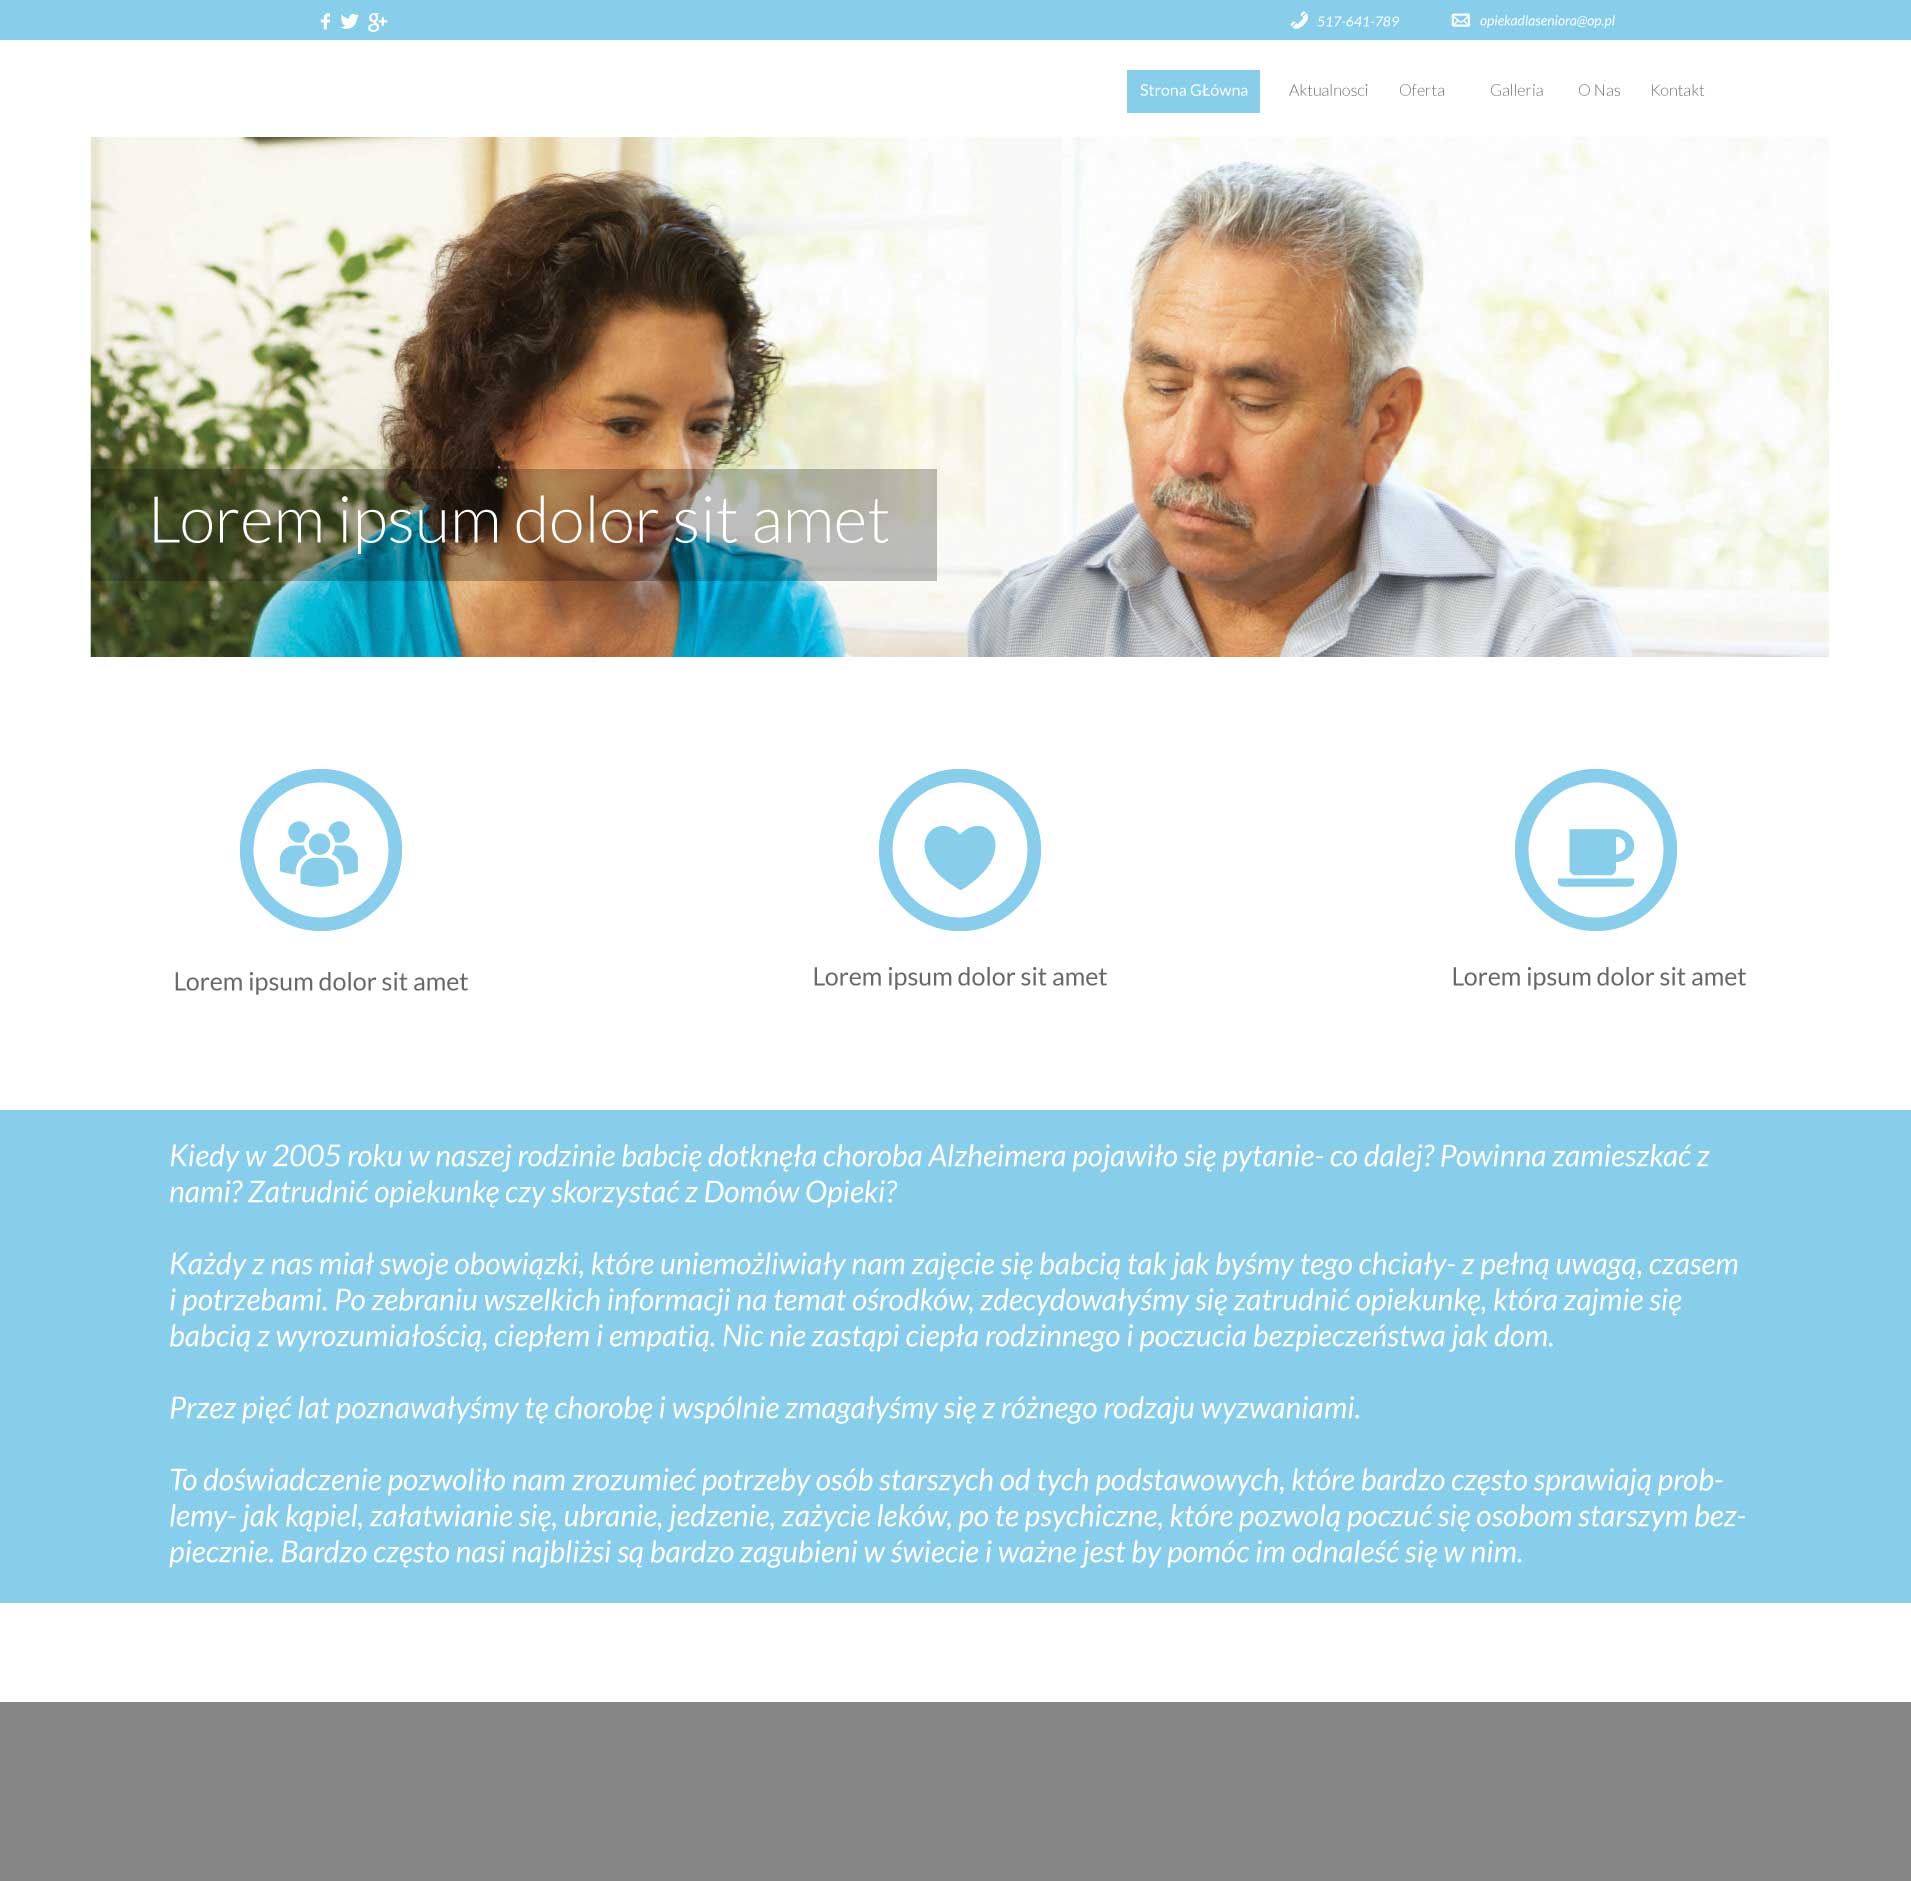 517-641-789
opiekadlaseniora@op.pl
Strona GŁówna Aktualnosci Oferta Galleria O Nas Kontakt
Lorem ipsum dolor sit amet
Lorem ipsum dolor sit amet
Lorem ipsum dolor sit amet
Lorem ipsum dolor sit amet
Kiedy w 2005 roku w naszej rodzinie babcię dotknęła choroba Alzheimera pojawiło się pytanie- co dalej? Powinna zamieszkać z
nami? Zatrudnić opiekunkę czy skorzystać z Domów Opieki?
Każdy z nas miał swoje obowiązki, które uniemożliwiały nam zajęcie się babcią tak jak byśmy tego chciały- z pełną uwagą, czasem
i potrzebami. Po zebraniu wszelkich informacji na temat ośrodków, zdecydowałyśmy się zatrudnić opiekunkę, która zajmie się
babcią z wyrozumiałością, ciepłem i empatią. Nic nie zastąpi ciepła rodzinnego i poczucia bezpieczeństwa jak dom.
Przez pięć lat poznawałyśmy tę chorobę i wspólnie zmagałyśmy się z różnego rodzaju wyzwaniami.
To doświadczenie pozwoliło nam zrozumieć potrzeby osób starszych od tych podstawowych, które bardzo często sprawiają prob-
lemy- jak kąpiel, załatwianie się, ubranie, jedzenie, zażycie leków, po te psychiczne, które pozwolą poczuć się osobom starszym bez-
piecznie. Bardzo często nasi najbliżsi są bardzo zagubieni w świecie i ważne jest by pomóc im odnaleść się w nim.